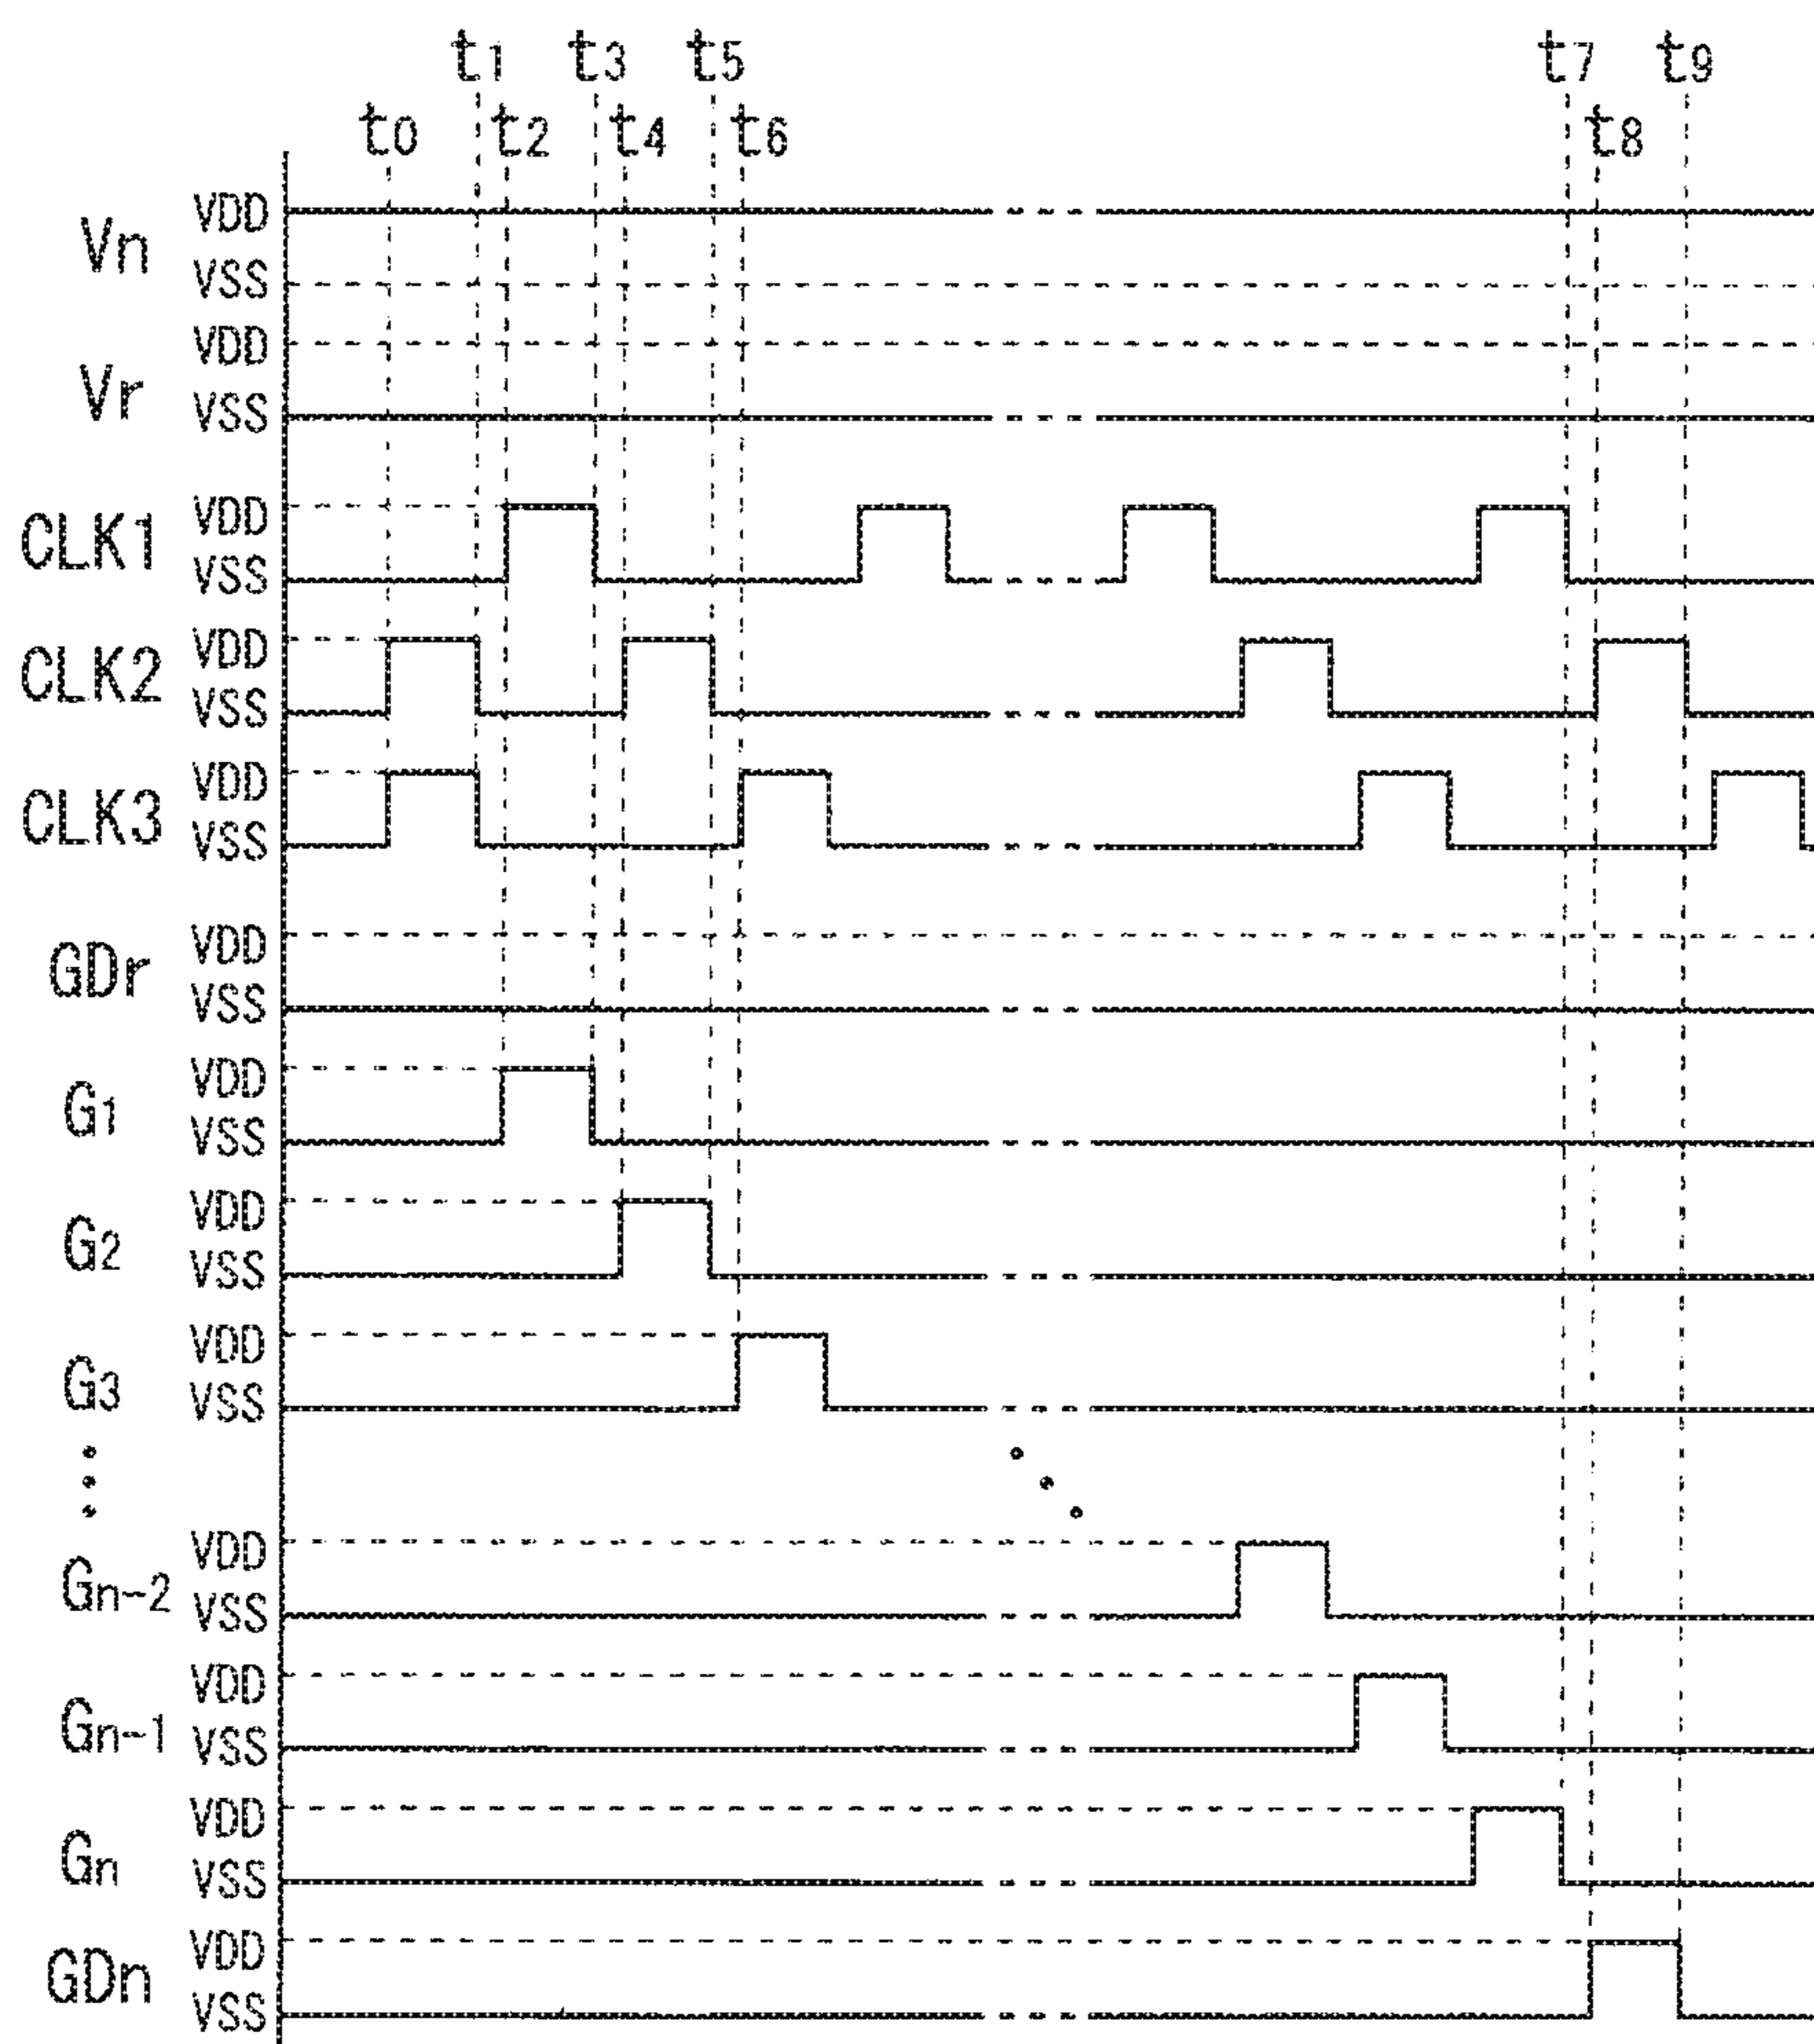 t1 t3 t5 t7 t9
t0 t2 t4 t6 t8
Vn VDD
VSS
Vr VDD
VSS
CLK1 VDD
VSS
CLK2 VDD
VSS
CLK3 VDD
VSS
GDr VDD
VSS
G1 VDD
VSS
G2 VDD
VSS
G3 VDD
VSS
Gn-2 VDD
VSS
Gn-1 VDD
VSS
Gn VDD
VSS
GDn VDD
VSS